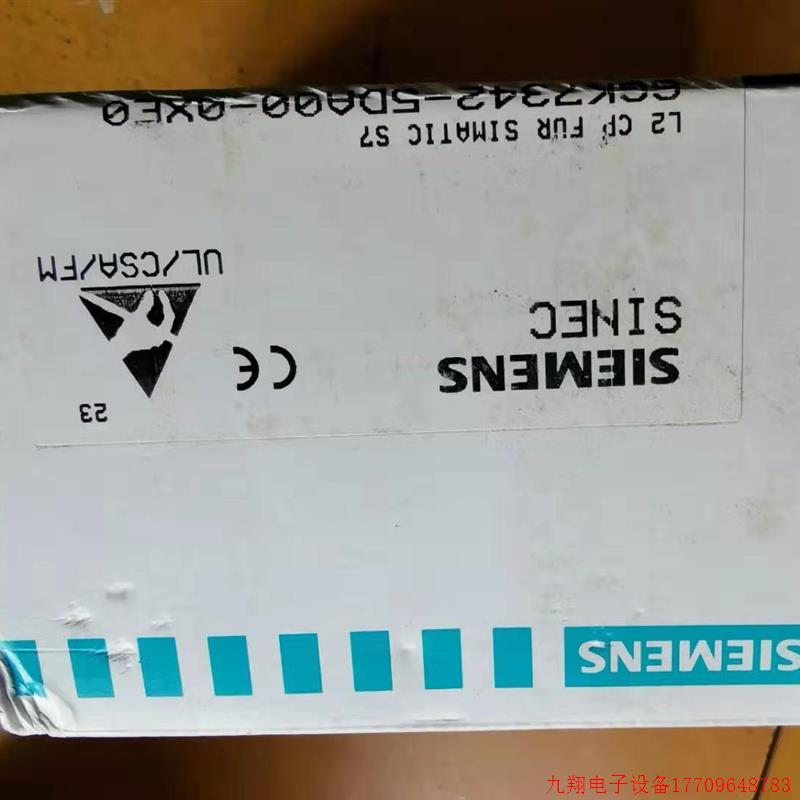 SIEMENS
SIEMENS
CE
23
SINEC
UL/CSA/FM
L2 CP FÜR SIMATIC S7
6GK7342-5DA00-0XE0
九翔电子设备17709648783